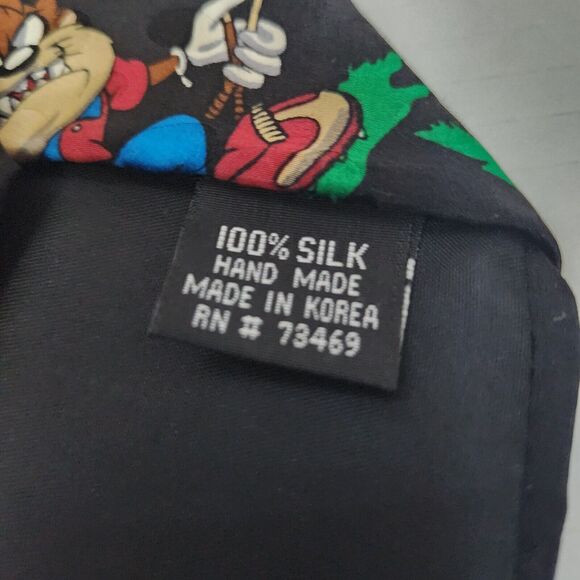 100% SILK
HAND MADE
MADE IN KOREA
RN # 73469